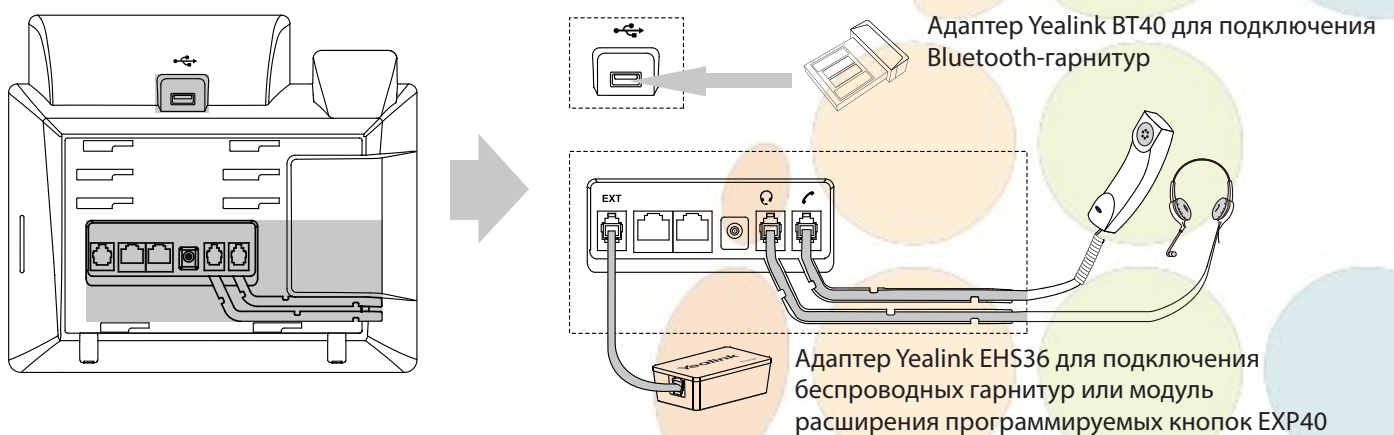 Адаптер Yealink BT40 для подключения
Bluetooth-гарнитур
EXT
Yealink
Адаптер Yealink EHS36 для подключения
беспроводных гарнитур или модуль
расширения программируемых кнопок EXP40